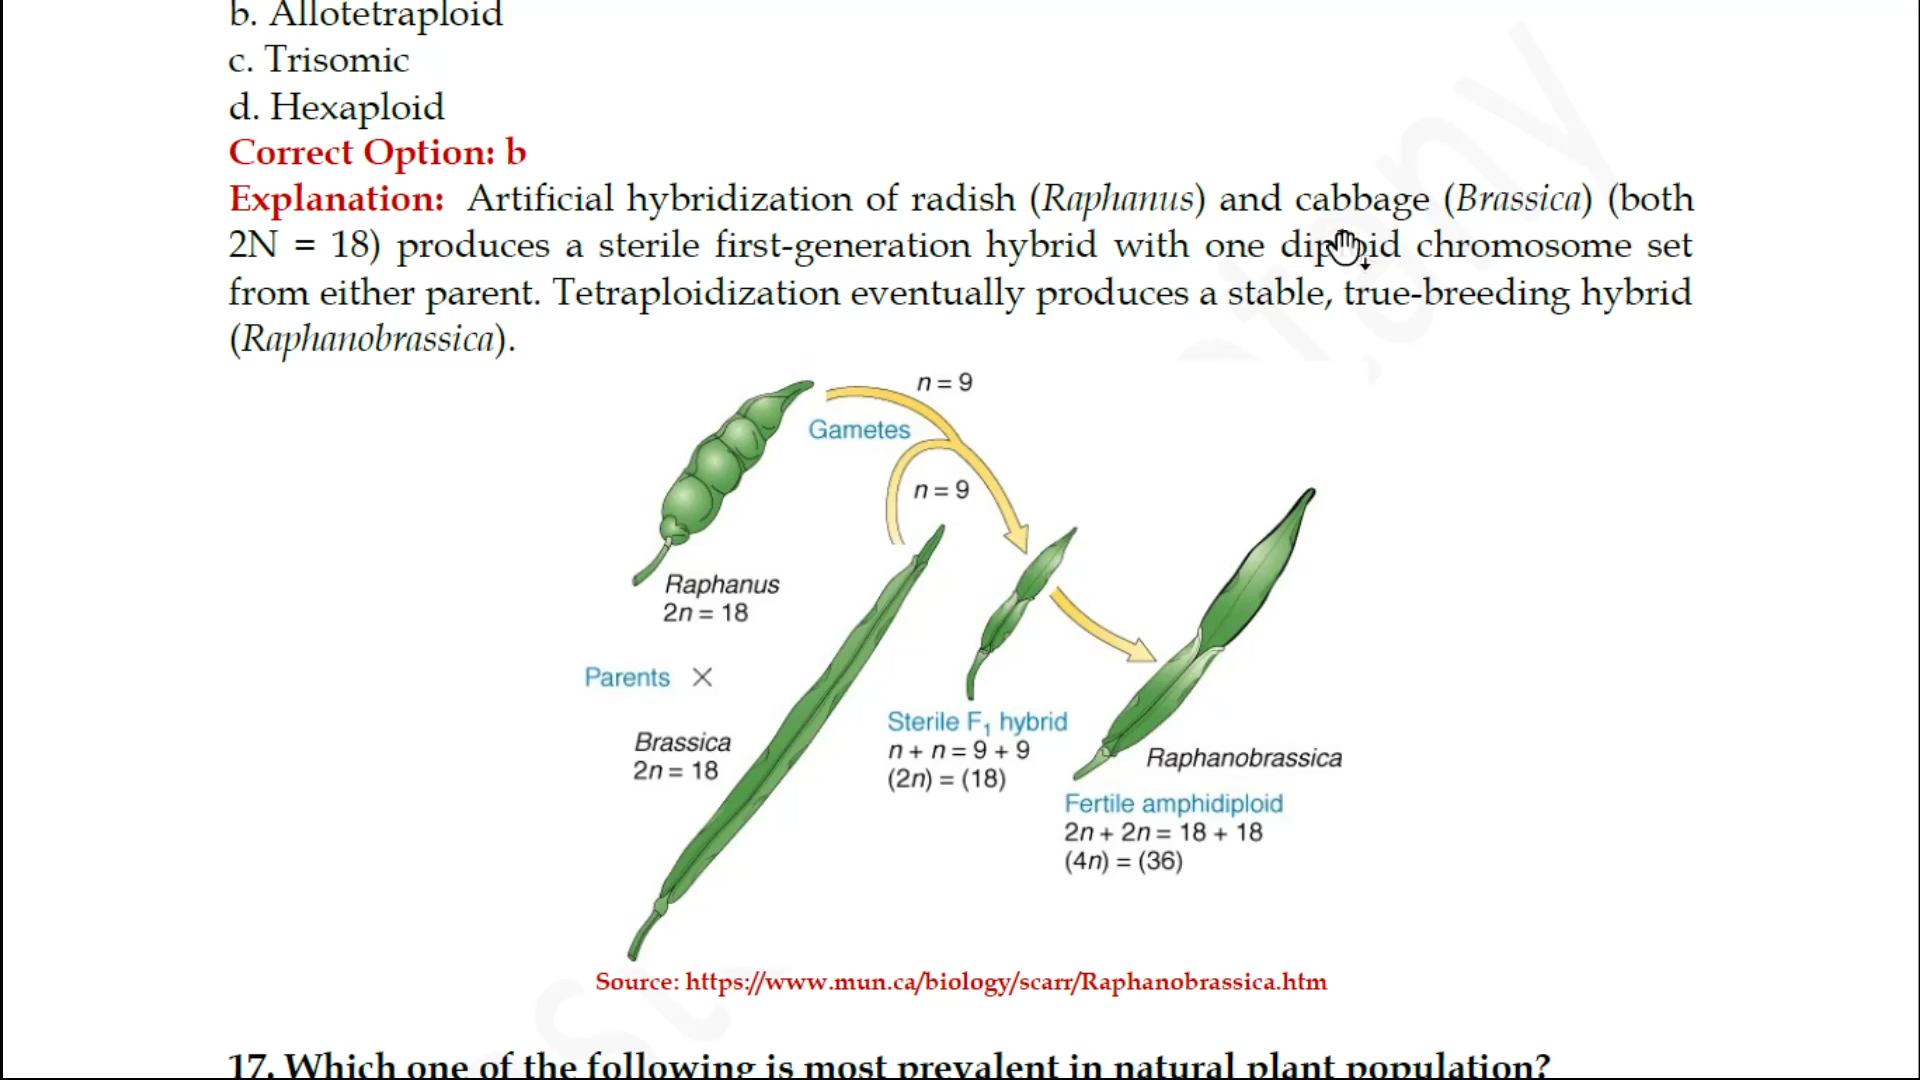 b. Allotetraploid
c. Trisomic
d. Hexaploid
Correct Option: b
Explanation: Artificial hybridization of radish (Raphanus) and cabbage (Brassica) (both
2N = 18) produces a sterile first-generation hybrid with one diploid chromosome set
from either parent. Tetraploidization eventually produces a stable, true-breeding hybrid
(Raphanobrassica).
n = 9
Gametes
n = 9
Raphanus
2n = 18
Parents ×
Brassica
2n = 18
Sterile F₁ hybrid
n + n = 9 + 9
(2n) = (18)
Raphanobrassica
Fertile amphidiploid
2n + 2n = 18 + 18
(4n) = (36)
Source: https://www.mun.ca/biology/scarr/Raphanobrassica.htm
17. Which one of the following is most prevalent in natural plant population?